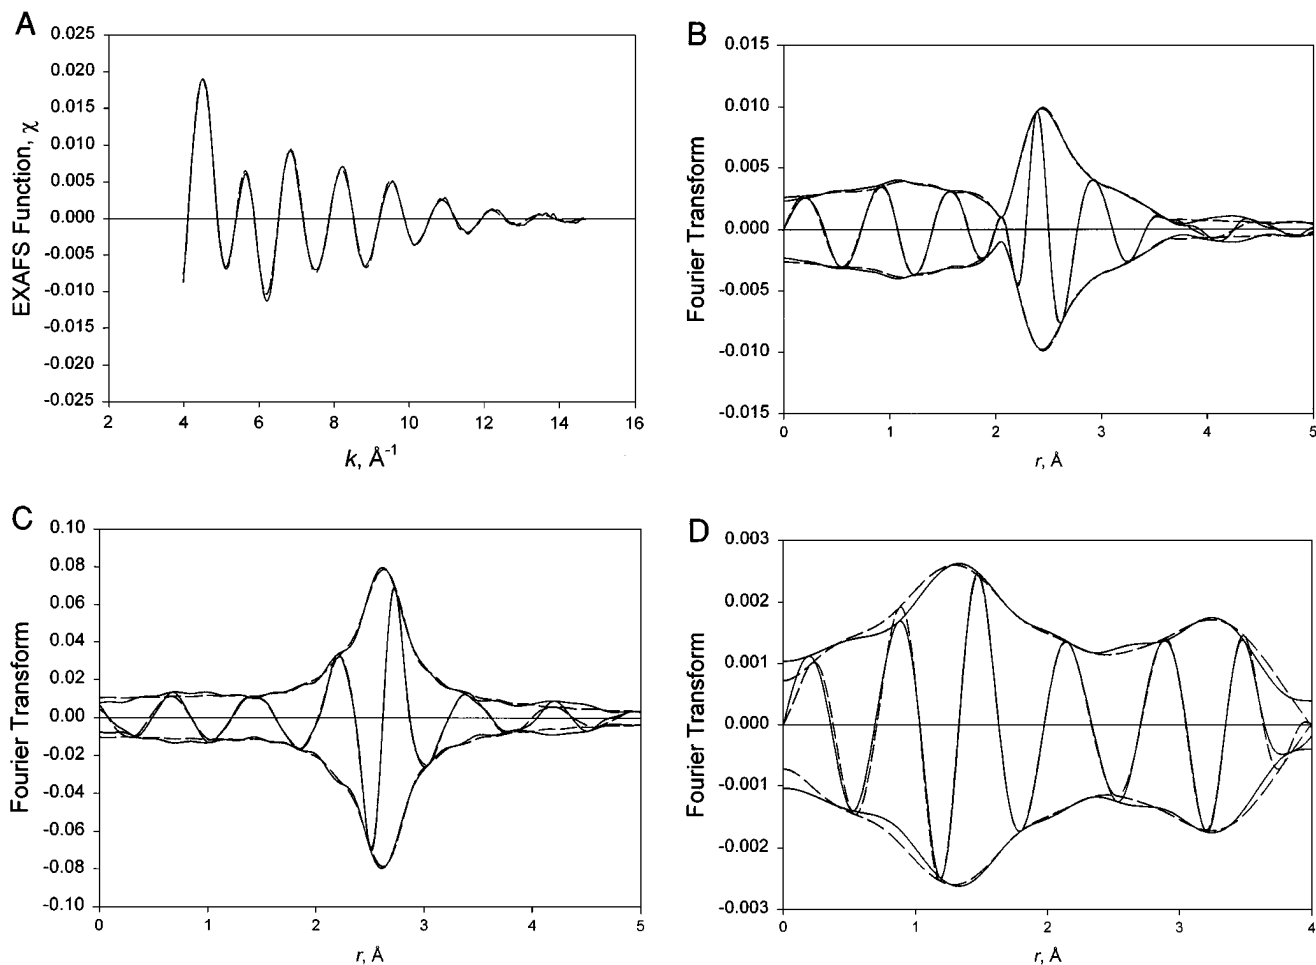 A
0.025
0.020
0.015
0.010
0.005
0.000
-0.005
-0.010
-0.015
-0.020
-0.025
EXAFS Function, χ
2 4 6 8 10 12 14 16
k, Å⁻¹
B
0.015
0.010
0.005
0.000
-0.005
-0.010
-0.015
Fourier Transform
0 1 2 3 4 5
r, Å
C
0.10
0.08
0.06
0.04
0.02
0.00
-0.02
-0.04
-0.06
-0.08
-0.10
Fourier Transform
0 1 2 3 4 5
r, Å
D
0.003
0.002
0.001
0.000
-0.001
-0.002
-0.003
Fourier Transform
0 1 2 3 4
r, Å